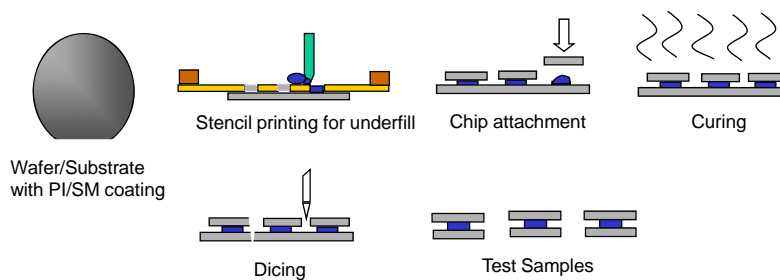 Stencil printing for underfill
Chip attachment
Curing
Wafer/Substrate
with PI/SM coating
Dicing
Test Samples